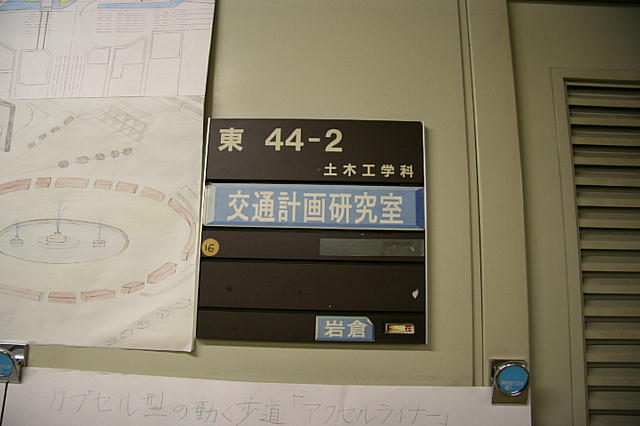 東 44-2
土木工学科
交通計画研究室
16
岩倉
在
カプセル型の動く歩道「アクセルライナー」